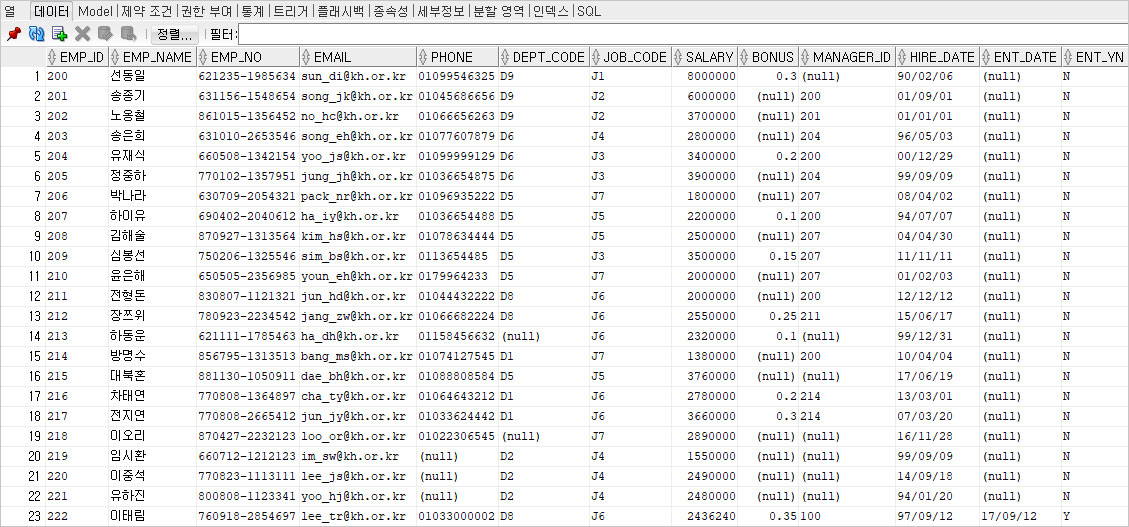 열 데이터 Model 제약 조건 권한 부여 통계 트리거 플래시백 종속성 세부정보 분할 영역 인덱스 SQL
정렬... 필터:
EMP_ID EMP_NAME EMP_NO EMAIL PHONE DEPT_CODE JOB_CODE SALARY BONUS MANAGER_ID HIRE_DATE ENT_DATE ENT_YN
1 200 선동일 621235-1985634 sun_di@kh.or.kr 01099546325 D9 J1 8000000 0.3 (null) 90/02/06 (null) N
2 201 송종기 631156-1548654 song_jk@kh.or.kr 01045686656 D9 J2 6000000 (null) 200 01/09/01 (null) N
3 202 노옹철 861015-1356452 no_hc@kh.or.kr 01066656263 D9 J2 3700000 (null) 201 01/01/01 (null) N
4 203 송은희 631010-2653546 song_eh@kh.or.kr 01077607879 D6 J4 2800000 (null) 204 96/05/03 (null) N
5 204 유재식 660508-1342154 yoo_js@kh.or.kr 01099999129 D6 J3 3400000 0.2 200 00/12/29 (null) N
6 205 정중하 770102-1357951 jung_jh@kh.or.kr 01036654875 D6 J3 3900000 (null) 204 99/09/09 (null) N
7 206 박나라 630709-2054321 pack_nr@kh.or.kr 01096935222 D5 J7 1800000 (null) 207 08/04/02 (null) N
8 207 하이유 690402-2040612 ha_iy@kh.or.kr 01036654488 D5 J5 2200000 0.1 200 94/07/07 (null) N
9 208 김해술 870927-1313564 kim_hs@kh.or.kr 01078634444 D5 J5 2500000 (null) 207 04/04/30 (null) N
10 209 심봉선 750206-1325546 sim_bs@kh.or.kr 0113654485 D5 J3 3500000 0.15 207 11/11/11 (null) N
11 210 윤은해 650505-2356985 youn_eh@kh.or.kr 0179964233 D5 J7 2000000 (null) 207 01/02/03 (null) N
12 211 전형돈 830807-1121321 jun_hd@kh.or.kr 01044432222 D8 J6 2000000 (null) 200 12/12/12 (null) N
13 212 장쯔위 780923-2234542 jang_zw@kh.or.kr 01066682224 D8 J6 2550000 0.25 211 15/06/17 (null) N
14 213 하동운 621111-1785463 ha_dh@kh.or.kr 01158456632 (null) J6 2320000 0.1 (null) 99/12/31 (null) N
15 214 방명수 856795-1313513 bang_ms@kh.or.kr 01074127545 D1 J7 1380000 (null) 200 10/04/04 (null) N
16 215 대북혼 881130-1050911 dae_bh@kh.or.kr 01088808584 D5 J5 3760000 (null) (null) 17/06/19 (null) N
17 216 차태연 770808-1364897 cha_ty@kh.or.kr 01064643212 D1 J6 2780000 0.2 214 13/03/01 (null) N
18 217 전지연 770808-2665412 jun_jy@kh.or.kr 01033624442 D1 J6 3660000 0.3 214 07/03/20 (null) N
19 218 이오리 870427-2232123 loo_or@kh.or.kr 01022306545 (null) J7 2890000 (null) (null) 16/11/28 (null) N
20 219 임시환 660712-1212123 im_sw@kh.or.kr (null) D2 J4 1550000 (null) (null) 99/09/09 (null) N
21 220 이중석 770823-1113111 lee_js@kh.or.kr (null) D2 J4 2490000 (null) (null) 14/09/18 (null) N
22 221 유하진 800808-1123341 yoo_hj@kh.or.kr (null) D2 J4 2480000 (null) (null) 94/01/20 (null) N
23 222 이태림 760918-2854697 lee_tr@kh.or.kr 01033000002 D8 J6 2436240 0.35 100 97/09/12 17/09/12 Y